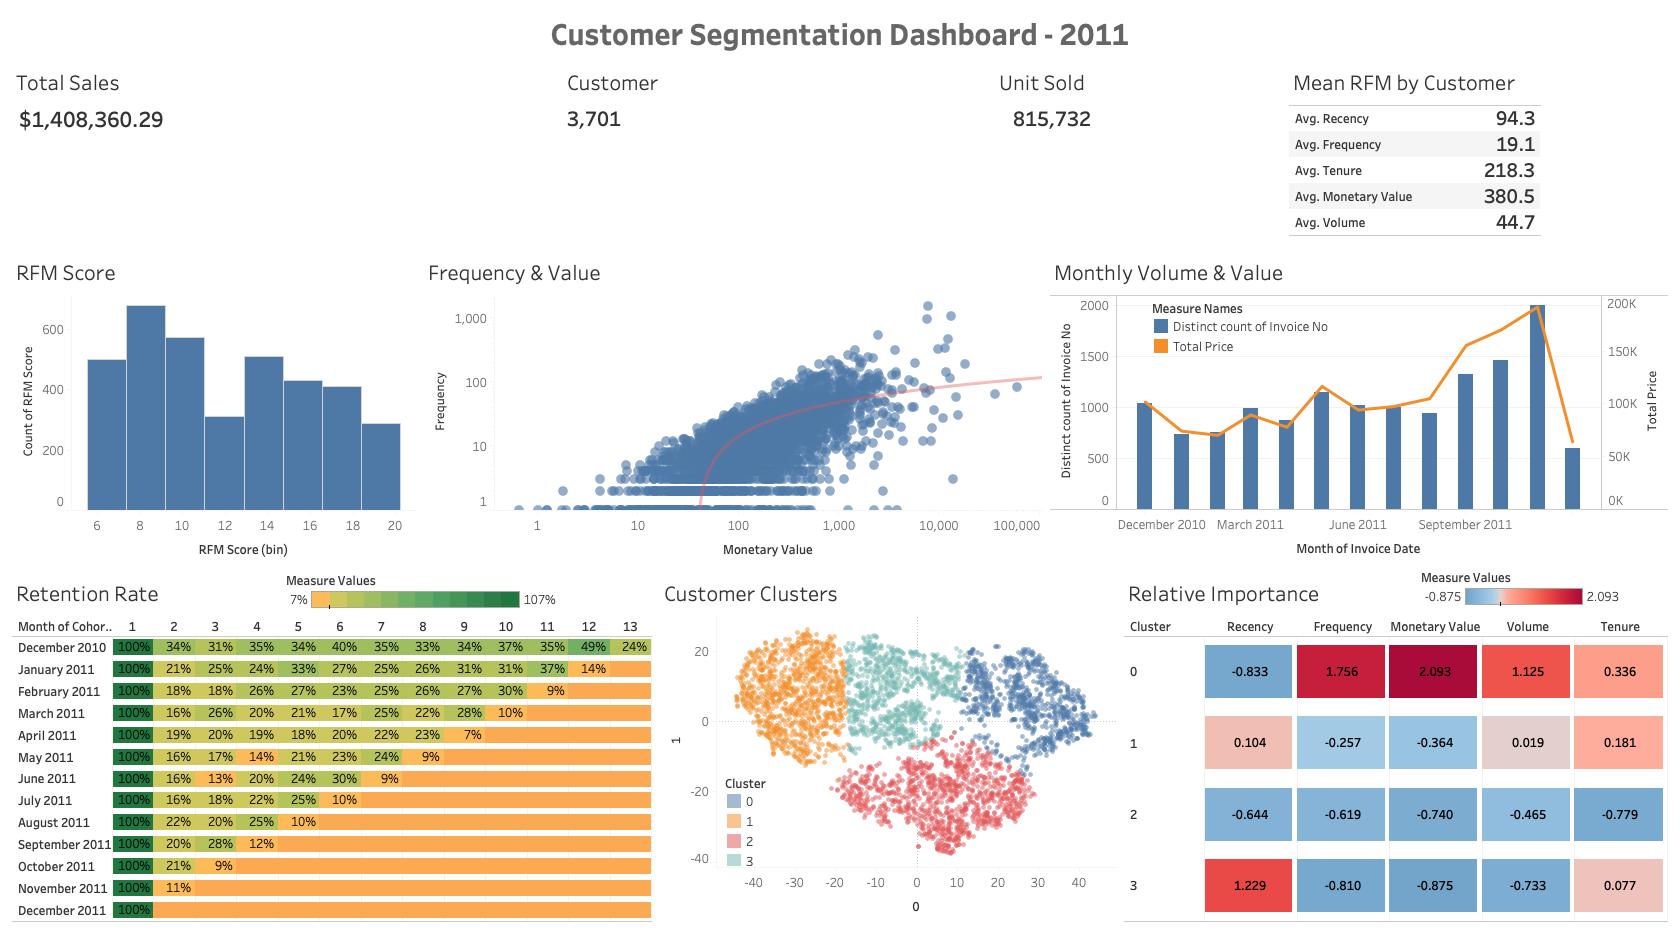 Customer Segmentation Dashboard - 2011
Total Sales
$1,408,360.29
Customer
3,701
Unit Sold
815,732
Mean RFM by Customer
Avg. Recency 94.3
Avg. Frequency 19.1
Avg. Tenure 218.3
Avg. Monetary Value 380.5
Avg. Volume 44.7
RFM Score
Count of RFM Score
600
400
200
0
6 8 10 12 14 16 18 20
RFM Score (bin)
Frequency & Value
Frequency
1,000
100
10
1
1 10 100 1,000 10,000 100,000
Monetary Value
Monthly Volume & Value
Distinct count of Invoice No
2000
1500
1000
500
0
Measure Names
Distinct count of Invoice No
Total Price
200K
150K
100K
50K
0K
Total Price
December 2010 March 2011 June 2011 September 2011
Month of Invoice Date
Retention Rate
Measure Values
7% 107%
Month of Cohor.. 1 2 3 4 5 6 7 8 9 10 11 12 13
December 2010 100% 34% 31% 35% 34% 40% 35% 33% 34% 37% 35% 49% 24%
January 2011 100% 21% 25% 24% 33% 27% 25% 26% 31% 31% 37% 14%
February 2011 100% 18% 18% 26% 27% 23% 25% 26% 27% 30% 9%
March 2011 100% 16% 26% 20% 21% 17% 25% 22% 28% 10%
April 2011 100% 19% 20% 19% 18% 20% 22% 23% 7%
May 2011 100% 16% 17% 14% 21% 23% 24% 9%
June 2011 100% 16% 13% 20% 24% 30% 9%
July 2011 100% 16% 18% 22% 25% 10%
August 2011 100% 22% 20% 25% 10%
September 2011 100% 20% 28% 12%
October 2011 100% 21% 9%
November 2011 100% 11%
December 2011 100%
Customer Clusters
1
20
0
-20
-40
Cluster
0
1
2
3
-40 -30 -20 -10 0 10 20 30 40
0
Relative Importance
Measure Values
-0.875 2.093
Cluster Recency Frequency Monetary Value Volume Tenure
0 -0.833 1.756 2.093 1.125 0.336
1 0.104 -0.257 -0.364 0.019 0.181
2 -0.644 -0.619 -0.740 -0.465 -0.779
3 1.229 -0.810 -0.875 -0.733 0.077